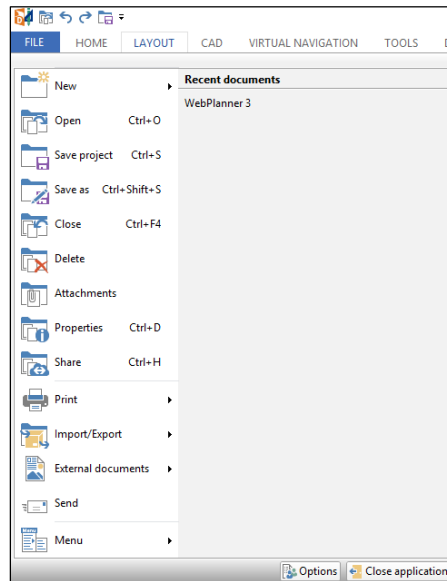 FILE HOME LAYOUT CAD VIRTUAL NAVIGATION TOOLS
Recent documents
WebPlanner 3
New
Open Ctrl+O
Save project Ctrl+S
Save as Ctrl+Shift+S
Close Ctrl+F4
Delete
Attachments
Properties Ctrl+D
Share Ctrl+H
Print
Import/Export
External documents
Send
Menu
Options Close application